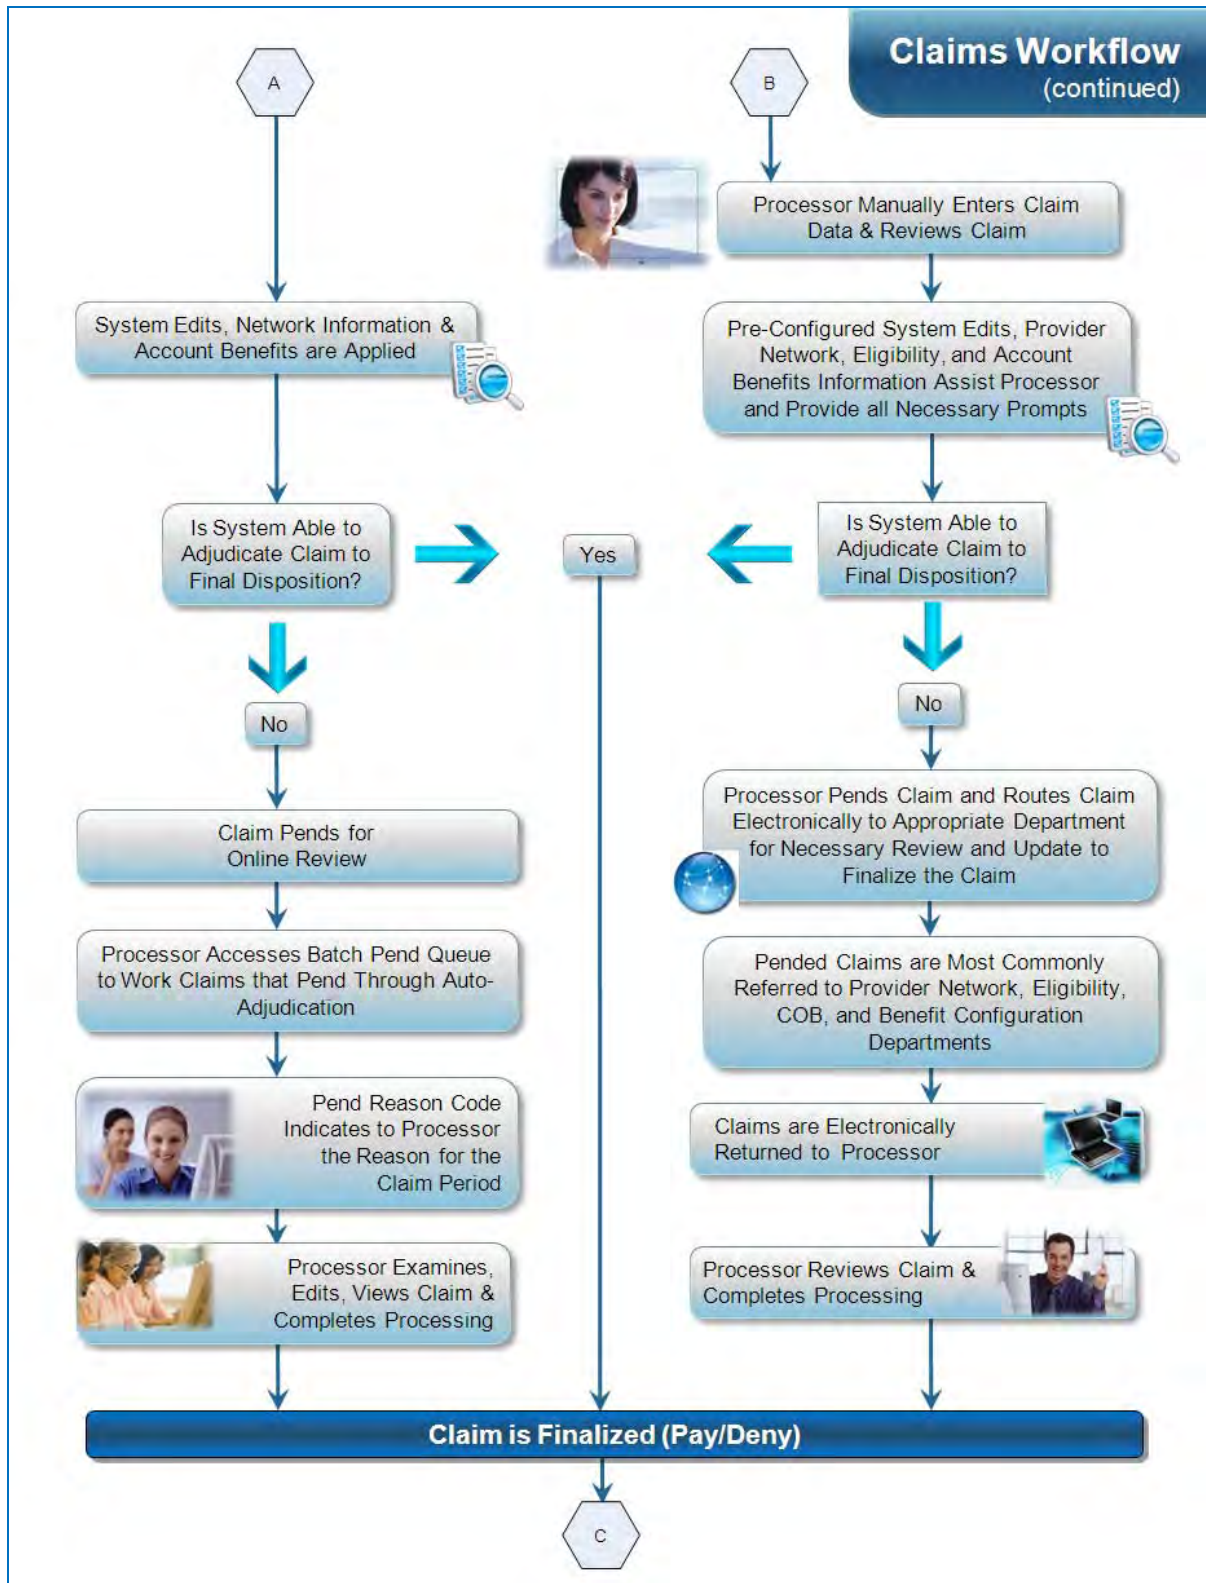 Claims Workflow
(continued)
A
B
Processor Manually Enters Claim
Data & Reviews Claim
System Edits, Network Information &
Account Benefits are Applied
Pre-Configured System Edits, Provider
Network, Eligibility, and Account
Benefits Information Assist Processor
and Provide all Necessary Prompts
Is System Able to
Adjudicate Claim to
Final Disposition?
Yes
Is System Able to
Adjudicate Claim to
Final Disposition?
No
No
Claim Pends for
Online Review
Processor Pends Claim and Routes Claim
Electronically to Appropriate Department
for Necessary Review and Update to
Finalize the Claim
Processor Accesses Batch Pend Queue
to Work Claims that Pend Through Auto-
Adjudication
Pended Claims are Most Commonly
Referred to Provider Network, Eligibility,
COB, and Benefit Configuration
Departments
Pend Reason Code
Indicates to Processor
the Reason for the
Claim Period
Claims are Electronically
Returned to Processor
Processor Examines,
Edits, Views Claim &
Completes Processing
Processor Reviews Claim &
Completes Processing
Claim is Finalized (Pay/Deny)
C